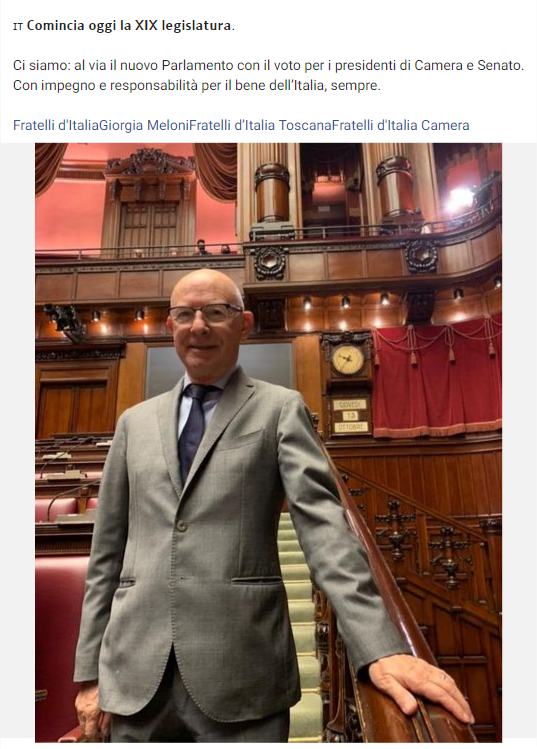 IT Comincia oggi la XIX legislatura.
Ci siamo: al via il nuovo Parlamento con il voto per i presidenti di Camera e Senato.
Con impegno e responsabilità per il bene dell'Italia, sempre.
Fratelli d'ItaliaGiorgia MeloniFratelli d'Italia ToscanaFratelli d'Italia Camera
GIOVEDI
13
OTTOBRE